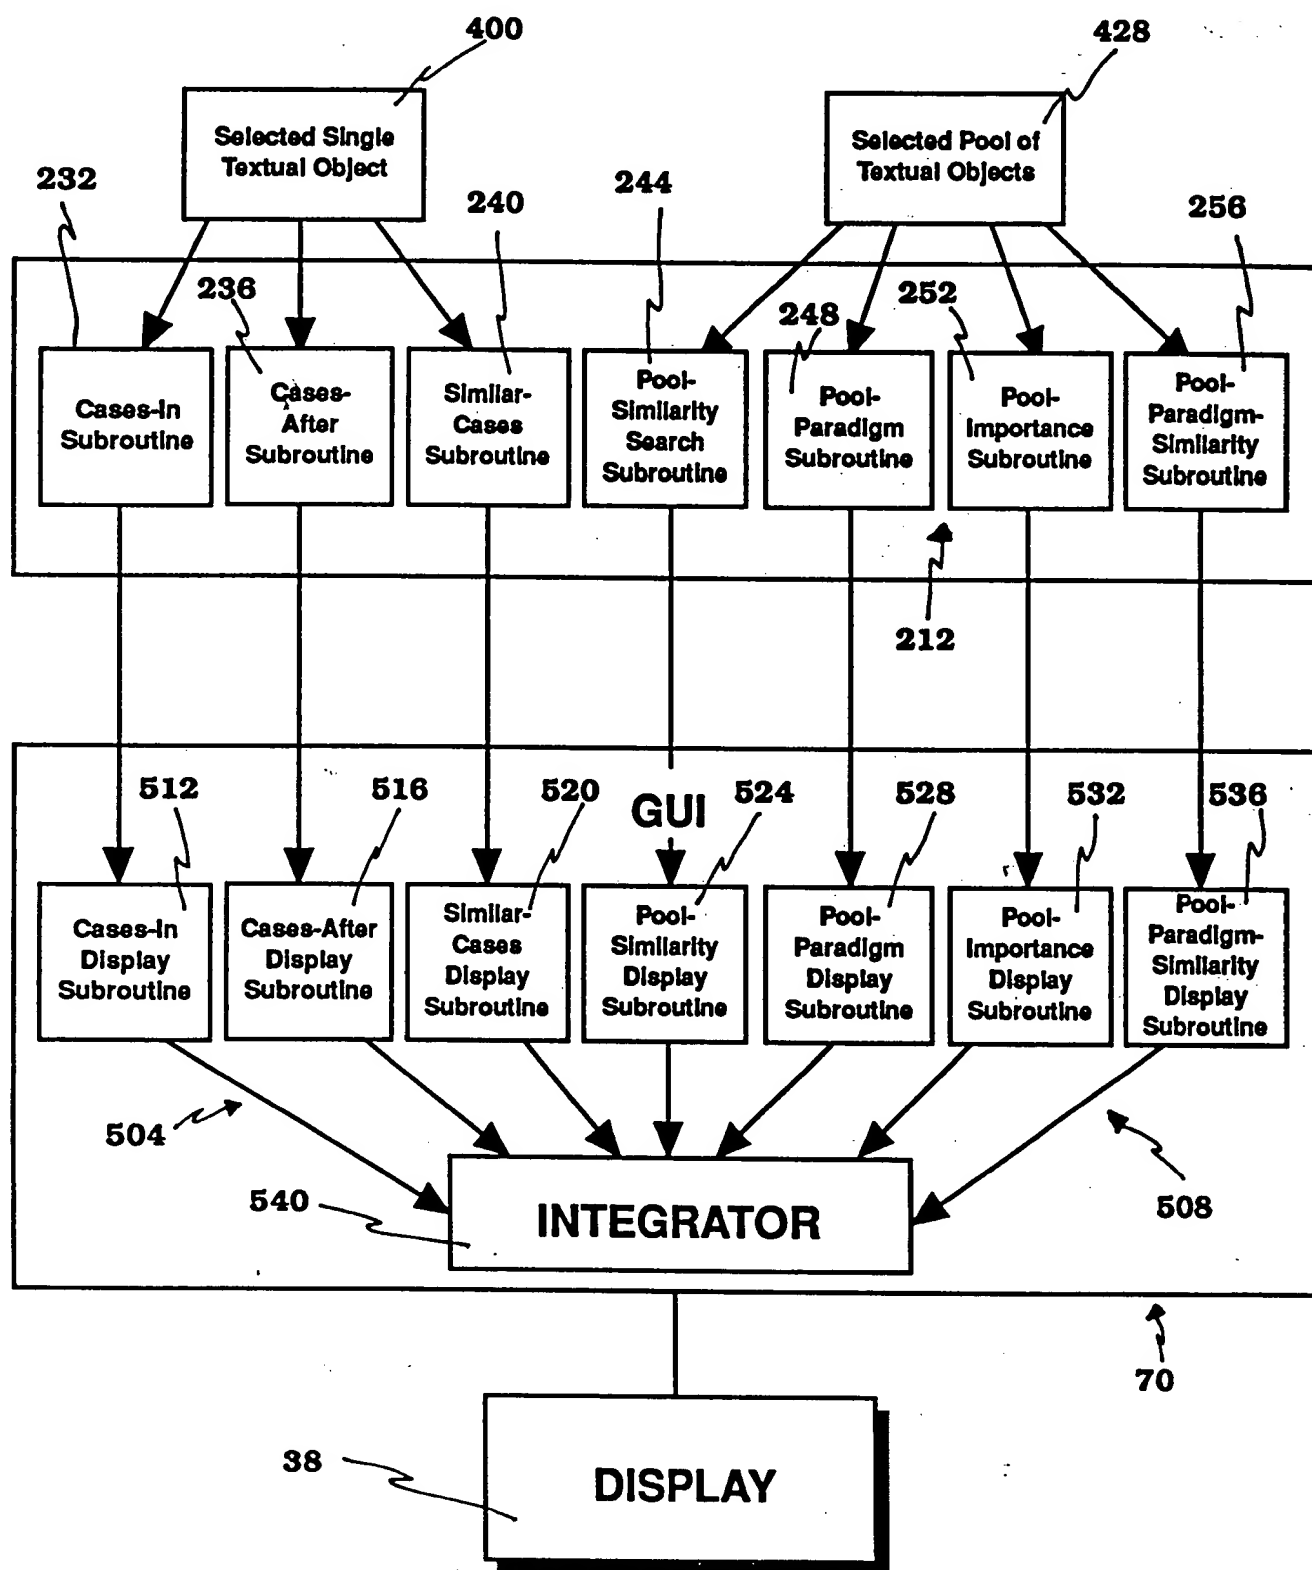 400
428
Selected Single
Textual Object
Selected Pool of
Textual Objects
232
240
244
256
236
248
252
Cases-In
Subroutine
Cases-
After
Subroutine
Similar-
Cases
Subroutine
Pool-
Similarity
Search
Subroutine
Pool-
Paradigm
Subroutine
Pool-
Importance
Subroutine
Pool-
Paradigm-
Similarity
Subroutine
212
GUI
512
516
520
524
528
532
536
Cases-In
Display
Subroutine
Cases-After
Display
Subroutine
Similar-
Cases
Display
Subroutine
Pool-
Similarity
Display
Subroutine
Pool-
Paradigm
Display
Subroutine
Pool-
Importance
Display
Subroutine
Pool-
Paradigm-
Similarity
Display
Subroutine
504
508
540
INTEGRATOR
70
38
DISPLAY